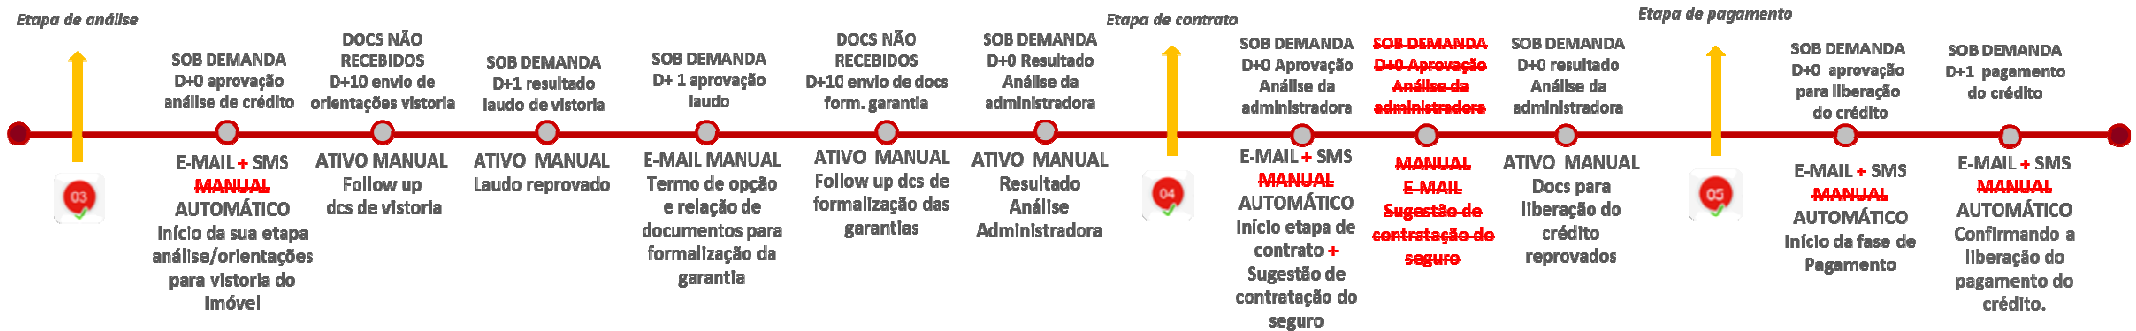 Etapa de análise
SOB DEMANDA
D+0 aprovação
análise de crédito
E-MAIL + SMS
MANUAL
AUTOMÁTICO
Início da sua etapa
análise/orientações
para vistoria do
Imóvel
03
DOCS NÃO
RECEBIDOS
D+10 envio de
orientações vistoria
ATIVO MANUAL
Follow up
dcs de vistoria
SOB DEMANDA
D+1 resultado
laudo de vistoria
ATIVO MANUAL
Laudo reprovado
SOB DEMANDA
D+ 1 aprovação
laudo
E-MAIL MANUAL
Termo de opção
e relação de
documentos para
formalização da
garantia
DOCS NÃO
RECEBIDOS
D+10 envio de docs
form. garantia
ATIVO MANUAL
Follow up dcs de
formalização das
garantias
SOB DEMANDA
D+0 Resultado
Análise da
administradora
ATIVO MANUAL
Resultado
Análise
Administradora
Etapa de contrato
04
SOB DEMANDA
D+0 Aprovação
Análise da
administradora
E-MAIL + SMS
MANUAL
AUTOMÁTICO
Início etapa de
contrato +
Sugestão de
contratação do
seguro
SOB DEMANDA
D+0 Aprovação
Análise da
administradora
MANUAL
E-MAIL
Sugestão de
contratação do
seguro
SOB DEMANDA
D+0 resultado
Análise da
administradora
ATIVO MANUAL
Docs para
liberação do
crédito
reprovados
Etapa de pagamento
05
SOB DEMANDA
D+0 aprovação
para liberação
do crédito
E-MAIL + SMS
MANUAL
AUTOMÁTICO
Início da fase de
Pagamento
SOB DEMANDA
D+1 pagamento
do crédito
E-MAIL + SMS
MANUAL
AUTOMÁTICO
Confirmando a
liberação do
pagamento do
crédito.